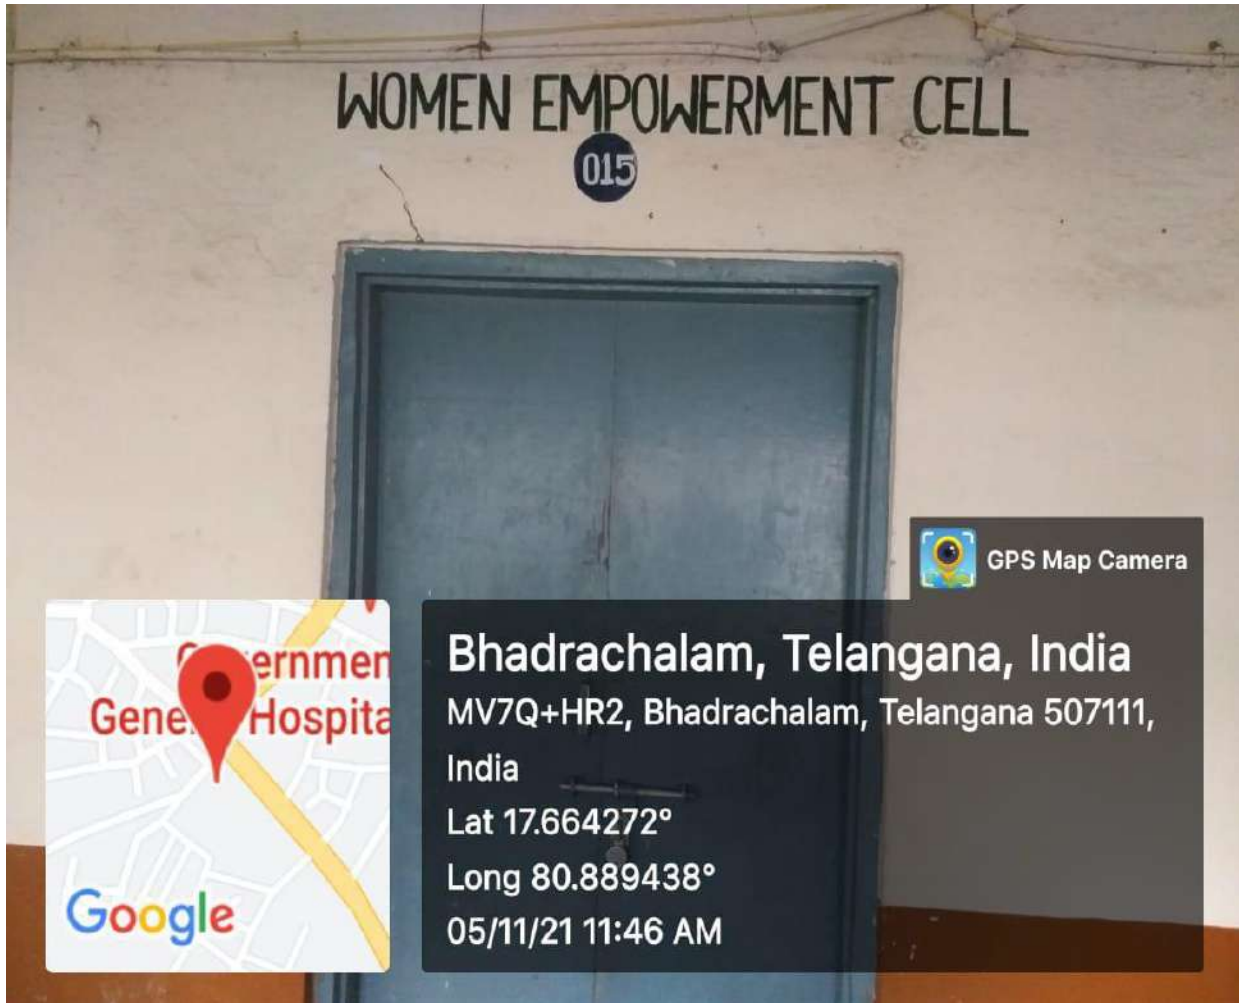 WOMEN EMPOWERMENT CELL
015
GPS Map Camera
Bhadrachalam, Telangana, India
MV7Q+HR2, Bhadrachalam, Telangana 507111,
India
Lat 17.664272°
Long 80.889438°
05/11/21 11:46 AM
Google